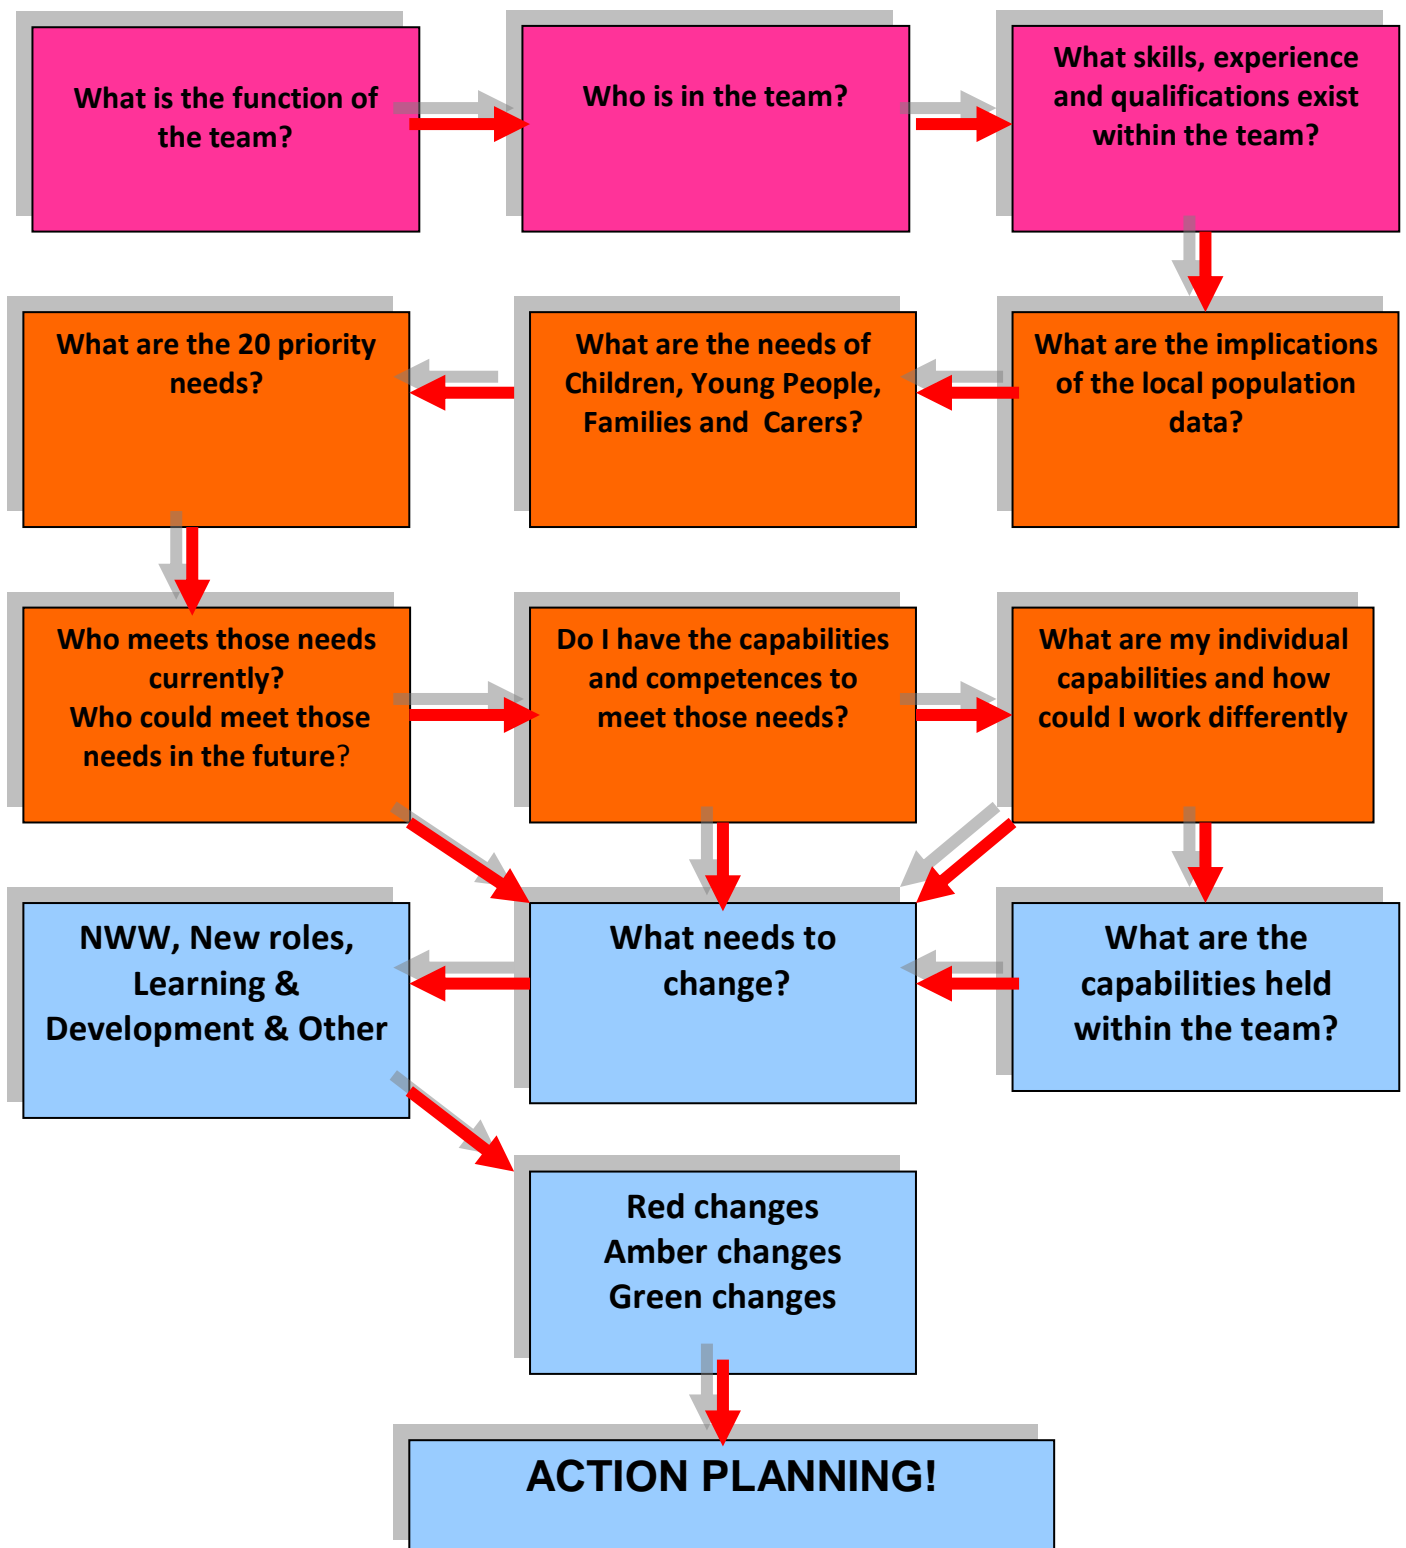 What is the function of
the team?
Who is in the team?
What skills, experience
and qualifications exist
within the team?
What are the 20 priority
needs?
What are the needs of
Children, Young People,
Families and  Carers?
What are the implications
of the local population
data?
Who meets those needs
currently?
Who could meet those
needs in the future?
Do I have the capabilities
and competences to
meet those needs?
What are my individual
capabilities and how
could I work differently
NWW, New roles,
Learning &
Development & Other
What needs to
change?
What are the
capabilities held
within the team?
Red changes
Amber changes
Green changes
ACTION PLANNING!